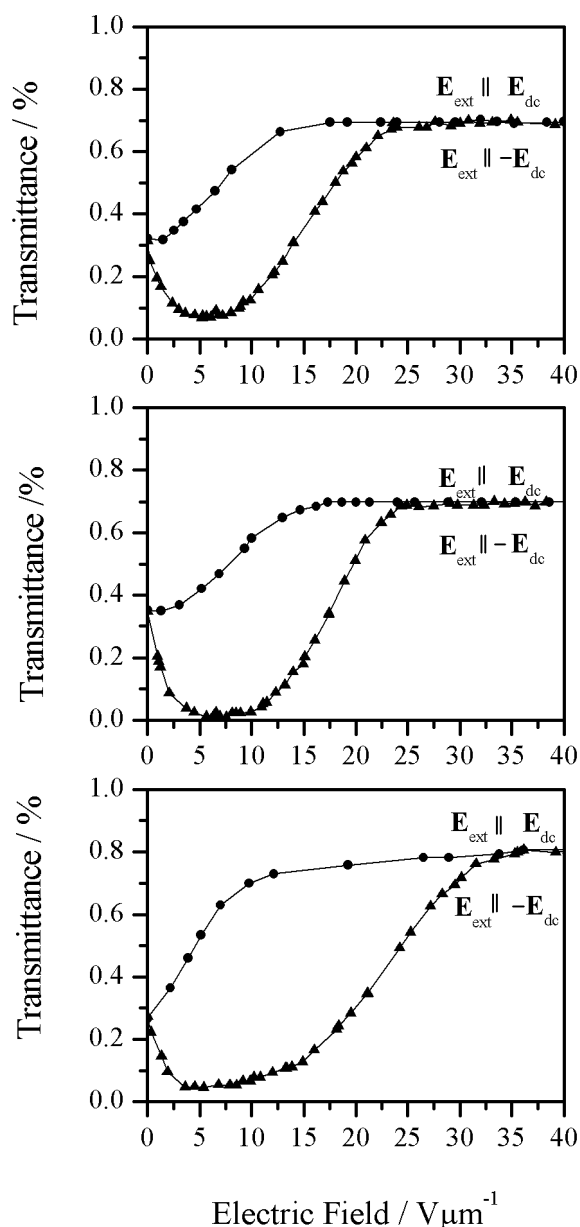 Transmittance / %
1.0
0.8
0.6
0.4
0.2
0.0
E_ext || E_dc
E_ext || -E_dc
0 5 10 15 20 25 30 35 40
Transmittance /%
1.0
0.8
0.6
0.4
0.2
0.0
E_ext || E_dc
E_ext || -E_dc
0 5 10 15 20 25 30 35 40
Transmittance / %
1.0
0.8
0.6
0.4
0.2
0.0
E_ext || E_dc
E_ext || -E_dc
0 5 10 15 20 25 30 35 40
Electric Field / Vμm⁻¹